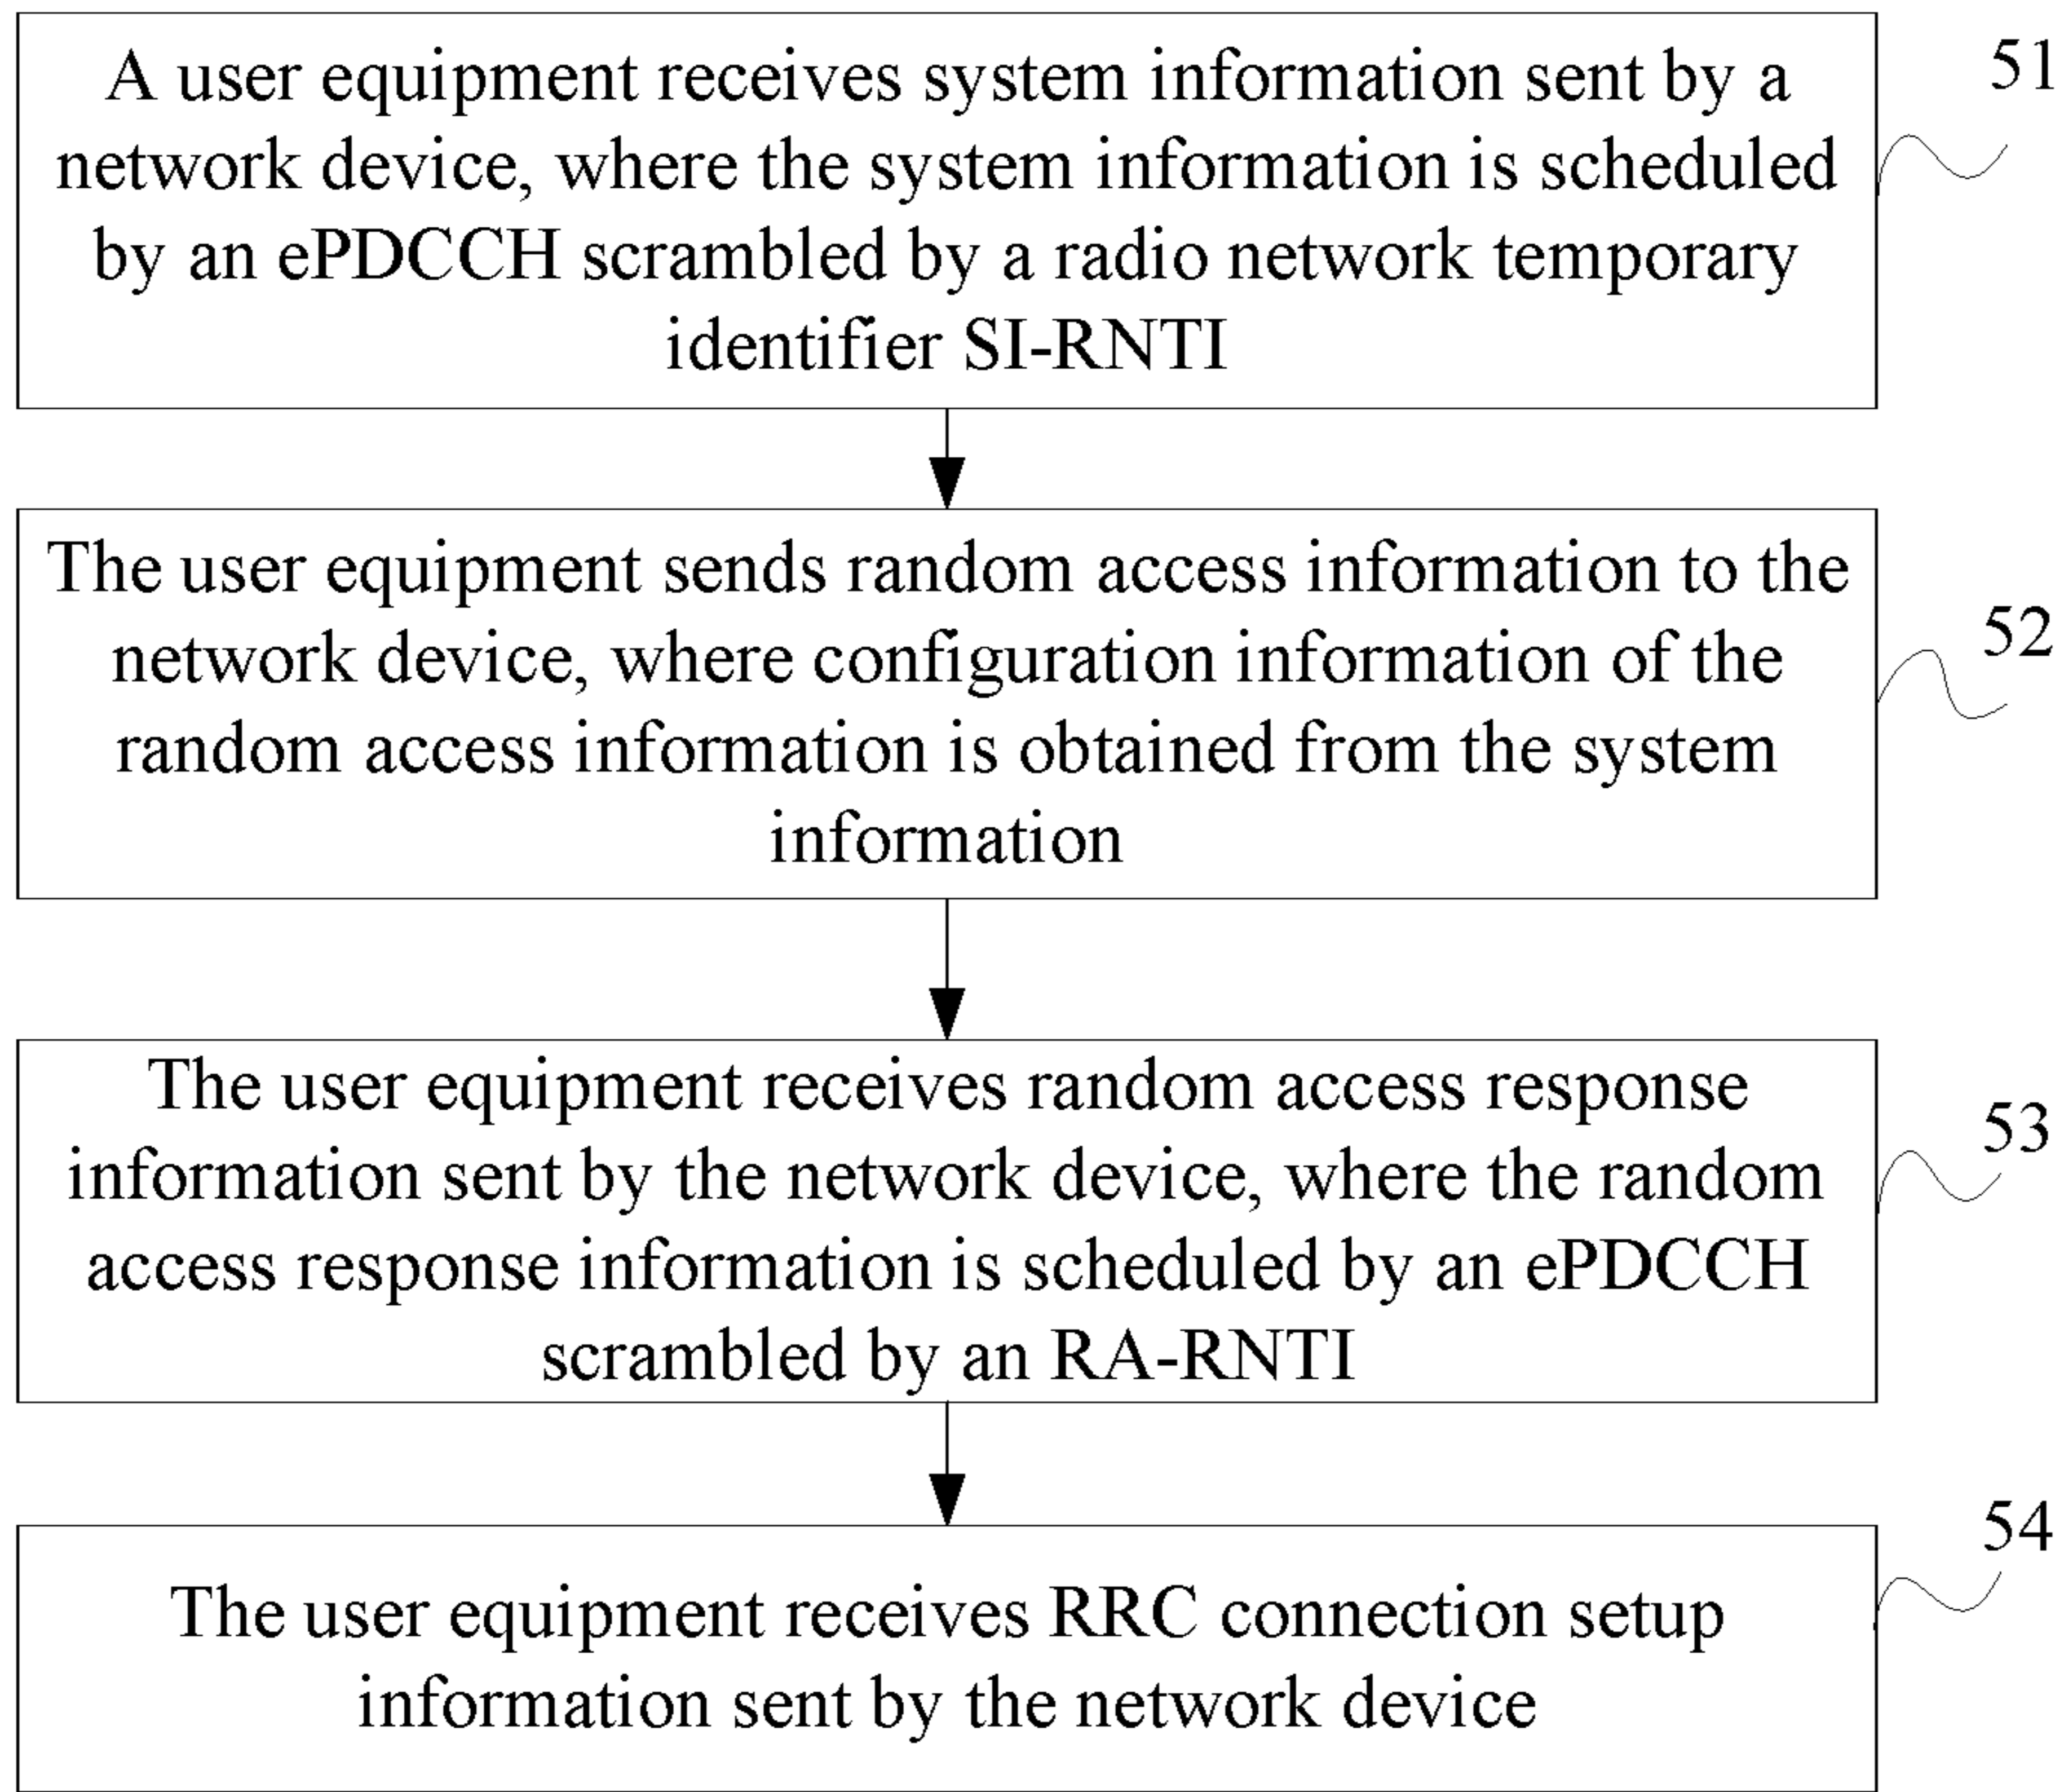 A user equipment receives system information sent by a
network device, where the system information is scheduled
by an ePDCCH scrambled by a radio network temporary
identifier SI-RNTI
51
The user equipment sends random access information to the
network device, where configuration information of the
random access information is obtained from the system
information
52
The user equipment receives random access response
information sent by the network device, where the random
access response information is scheduled by an ePDCCH
scrambled by an RA-RNTI
53
The user equipment receives RRC connection setup
information sent by the network device
54